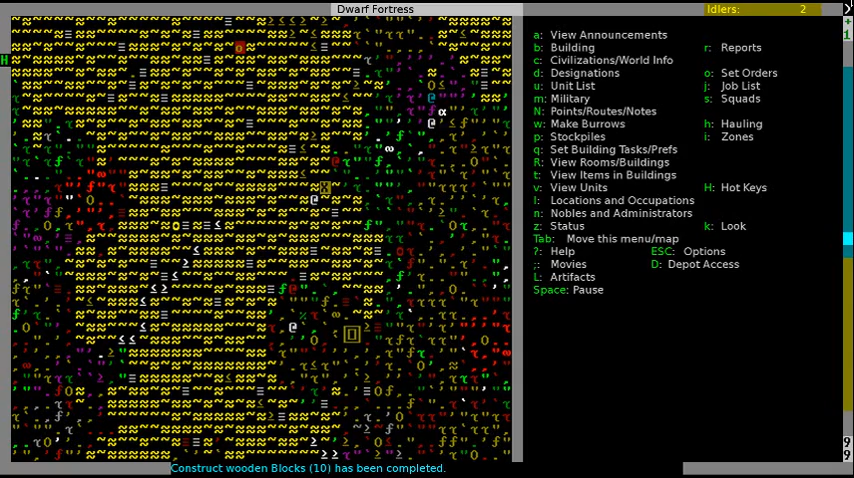 Dwarf Fortress
Idlers: 2
a: View Announcements
b: Building r: Reports
c: Civilizations/World Info
d: Designations o: Set Orders
u: Unit List j: Job List
m: Military s: Squads
N: Points/Routes/Notes
w: Make Burrows h: Hauling
p: Stockpiles i: Zones
q: Set Building Tasks/Prefs
R: View Rooms/Buildings
t: View Items in Buildings
v: View Units H: Hot Keys
l: Locations and Occupations
n: Nobles and Administrators
z: Status k: Look
Tab: Move this menu/map
?: Help ESC: Options
;: Movies D: Depot Access
L: Artifacts
Space: Pause
H
+
1
9
9
Construct wooden Blocks (10) has been completed.